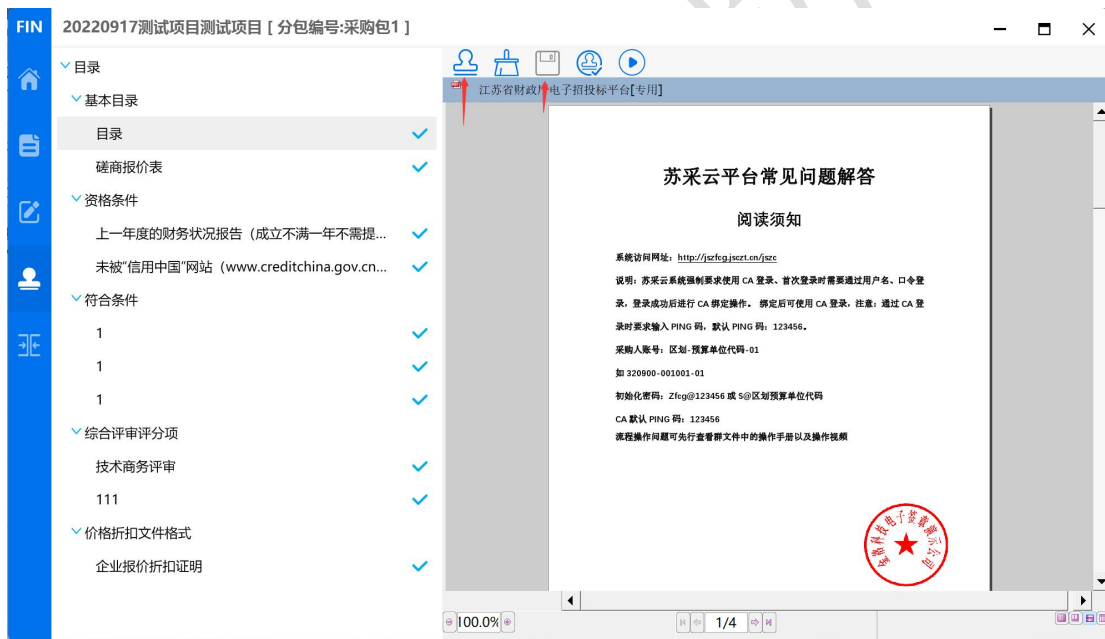 FIN
20220917测试项目测试项目 [ 分包编号:采购包1 ]
目录
基本目录
目录
磋商报价表
资格条件
上一年度的财务状况报告（成立不满一年不需提...
未被“信用中国”网站（www.creditchina.gov.cn...
符合条件
1
1
1
综合评审评分项
技术商务评审
111
价格折扣文件格式
企业报价折扣证明
江苏省财政厅电子招投标平台[专用]
苏采云平台常见问题解答
阅读须知
系统访问网址：http://jszfcg.jsczt.cn/jszc
说明：苏采云系统强制要求使用 CA 登录、首次登录时需要通过用户名、口令登
录，登录成功后进行 CA 绑定操作。 绑定后可使用 CA 登录，注意：通过 CA 登
录时要求输入 PING 码，默认 PING 码：123456。
采购人账号：区划-预算单位代码-01
如 320900-001001-01
初始化密码：Zfcg@123456 或 S@区划预算单位代码
CA 默认 PING 码：123456
流程操作问题可先行查看群文件中的操作手册以及操作视频
金格科技电子签章演示公司
100.0%
1/4